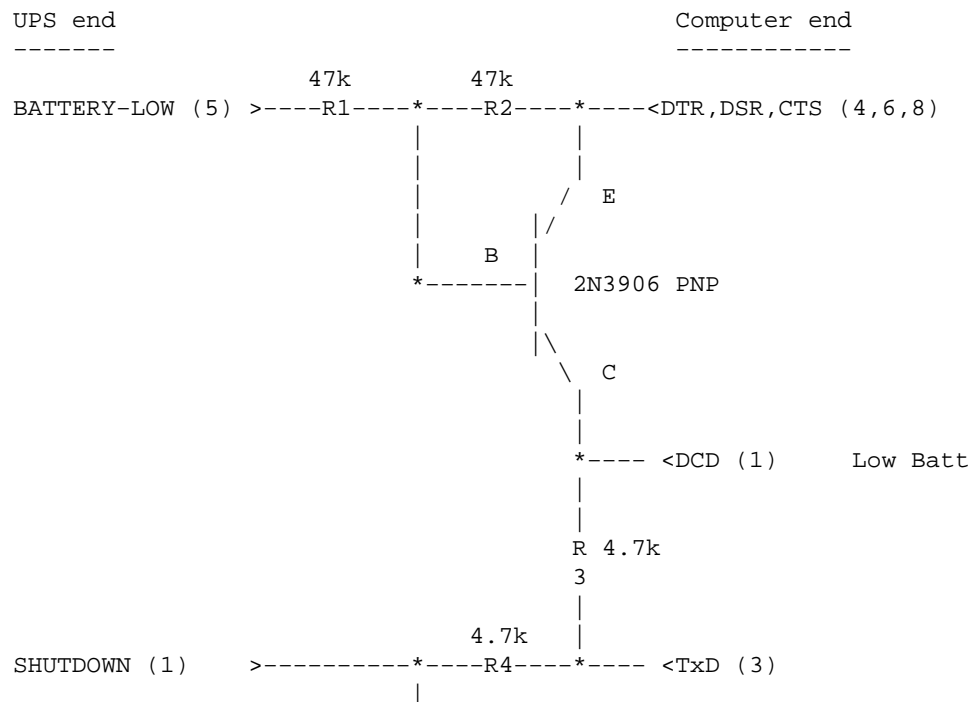 UPS end                                              Computer end
-------                                              ------------
                       47k          47k
BATTERY-LOW (5) >----R1----*----R2----*----<DTR,DSR,CTS (4,6,8)
                           |          |
                           |          |
                           |         /  E
                           |       |/
                           |    B  |
                           *-------|  2N3906 PNP
                                   |
                                   |\
                                     \  C
                                      |
                                      |
                                      *---- <DCD (1)     Low Batt
                                      |
                                      |
                                      R 4.7k
                                      3
                                      |
                               4.7k   |
SHUTDOWN (1)    >----------*----R4----*---- <TxD (3)
                           |